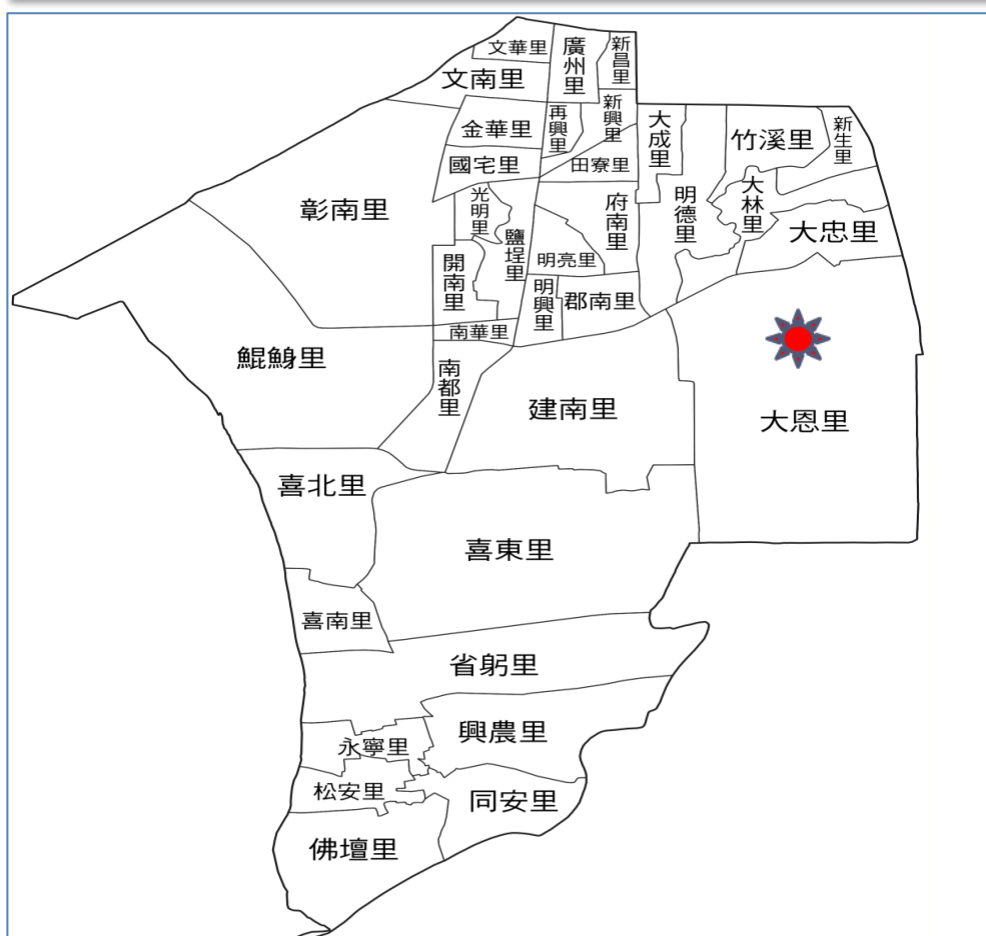 文華里
廣州里
新昌里
文南里
金華里
再興里
新興里
大成里
竹溪里
新生里
國宅里
田寮里
彰南里
光明里
鹽埕里
府南里
明德里
大林里
大忠里
開南里
明亮里
明興里
郡南里
南華里
鯤鯓里
南都里
建南里
大恩里
喜北里
喜東里
喜南里
省躬里
興農里
永寧里
松安里
同安里
佛壇里